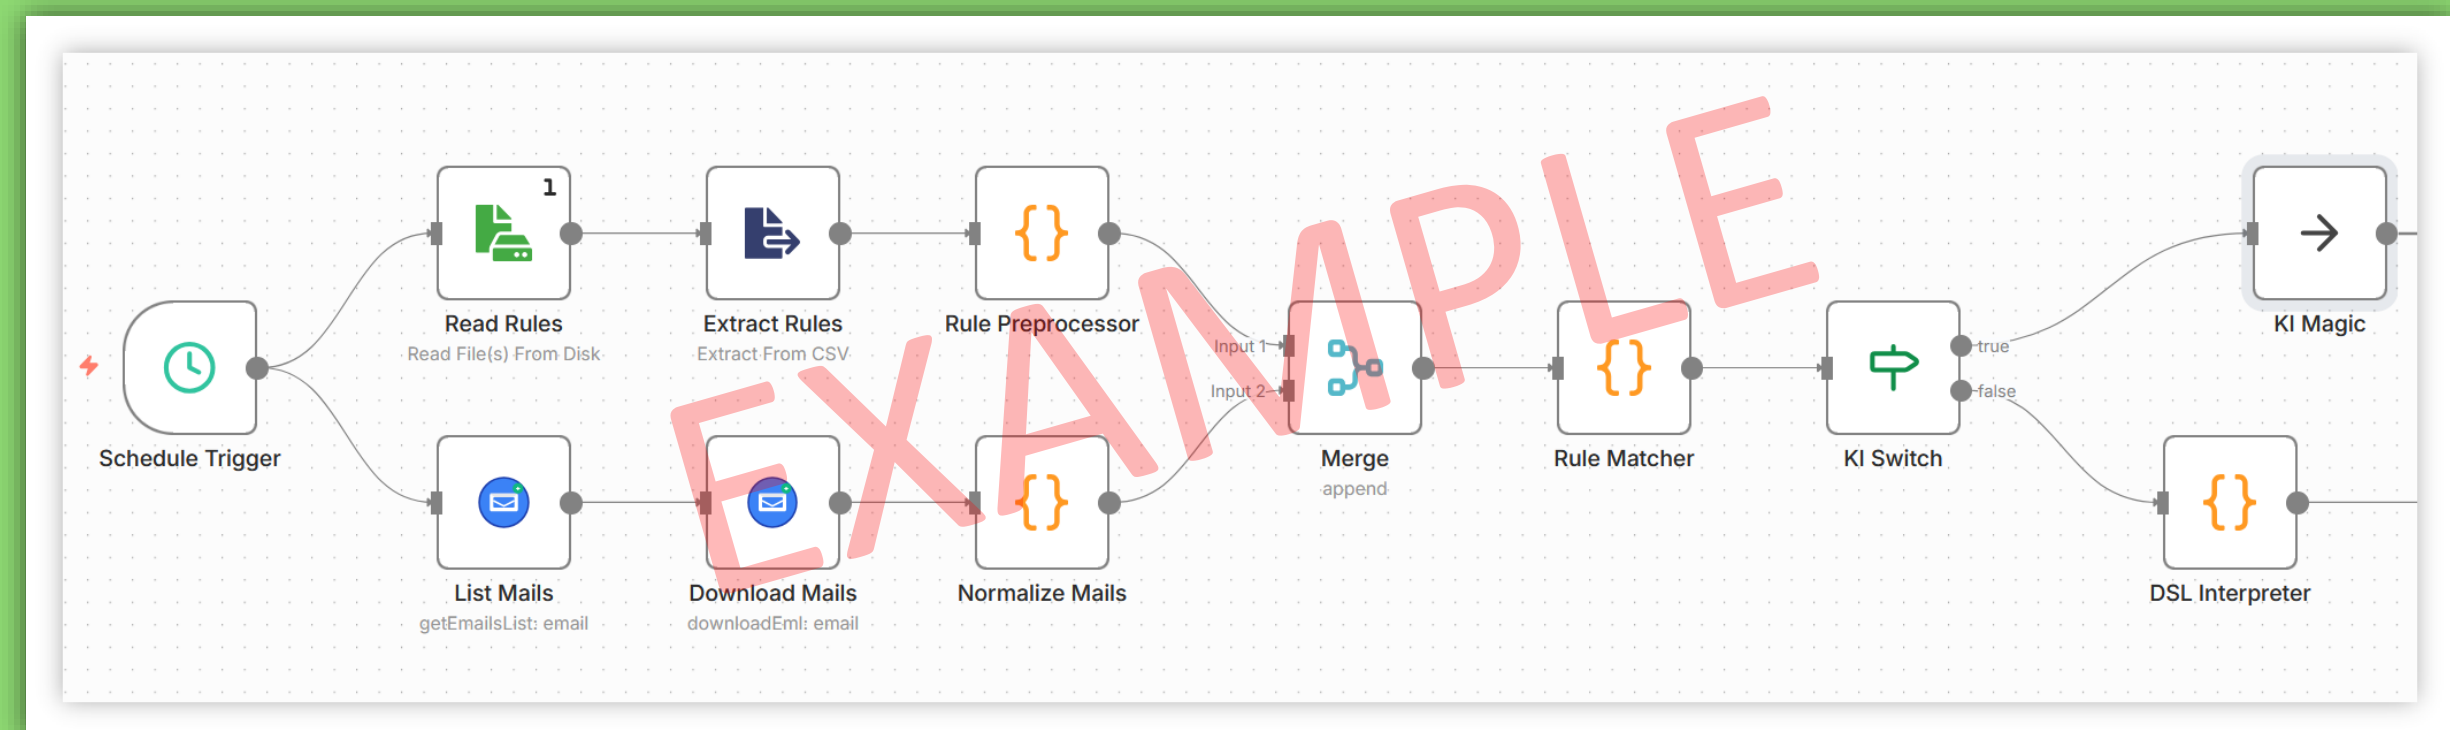 1
Read Rules
Read File(s) From Disk
Extract Rules
Extract From CSV
Rule Preprocessor
KI Magic
Schedule Trigger
Input 1
Input 2
Merge
append
Rule Matcher
KI Switch
true
false
List Mails
getEmailsList: email
Download Mails
downloadEml: email
Normalize Mails
DSL Interpreter
EXAMPLE